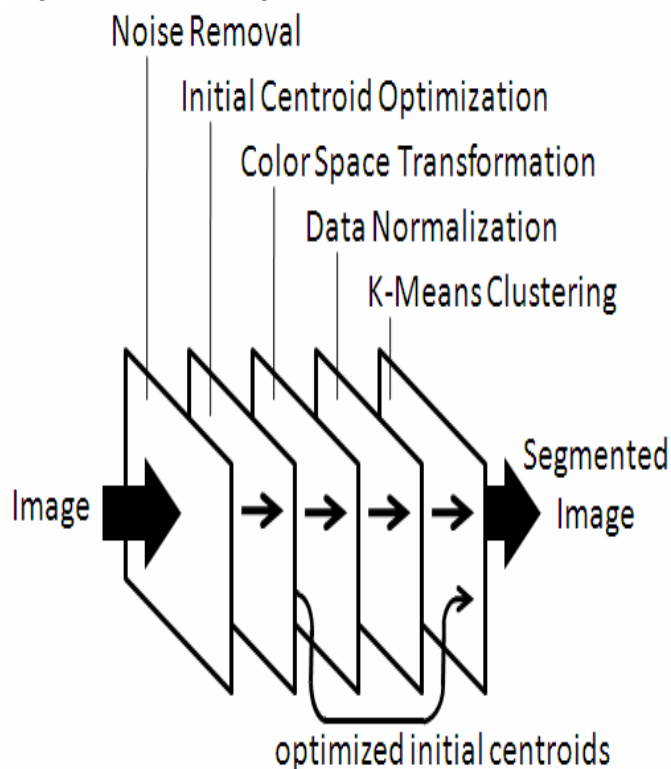 Noise Removal
Initial Centroid Optimization
Color Space Transformation
Data Normalization
K-Means Clustering
Segmented
Image
Image
optimized initial centroids